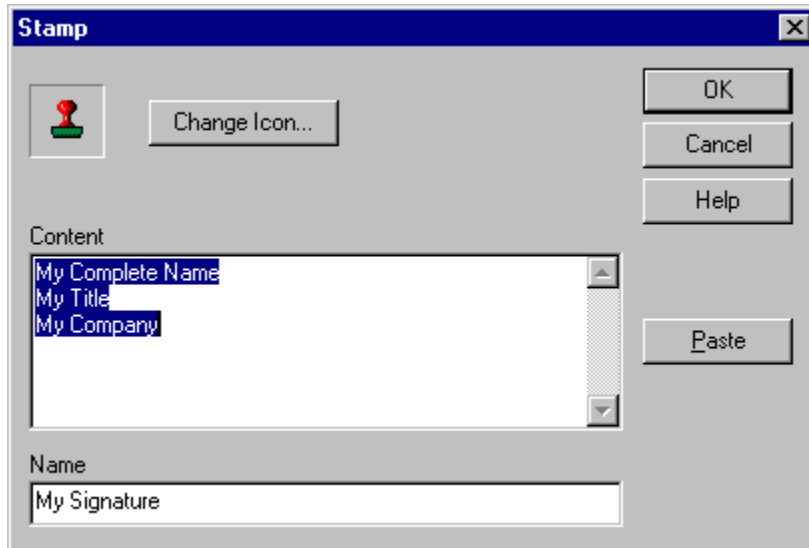 Stamp
Change Icon...
OK
Cancel
Help
Content
My Complete Name
My Title
My Company
Paste
Name
My Signature